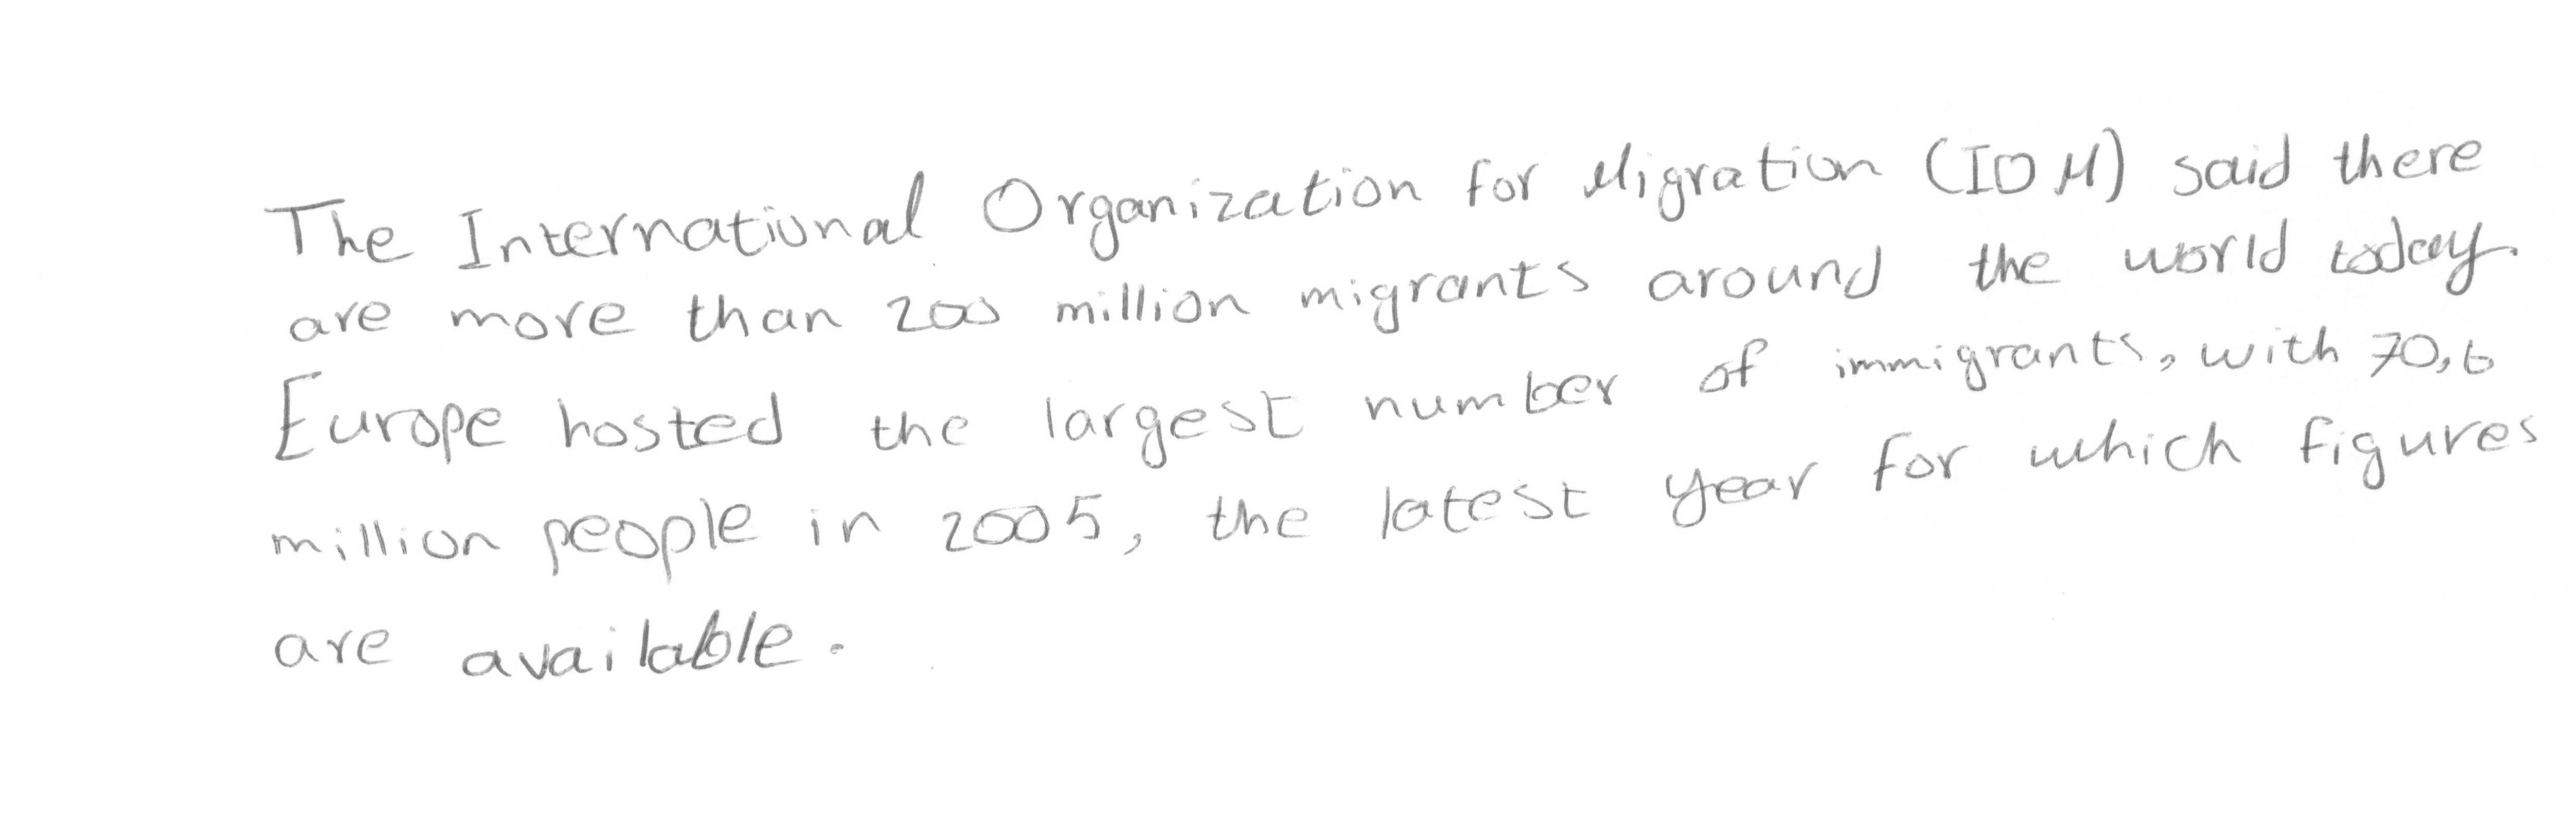 The International Organization for Migration (IOM) said there
are more than 200 million migrants around the world today.
Europe hosted the largest number of immigrants, with 70,6
million people in 2005, the latest year for which figures
are available.